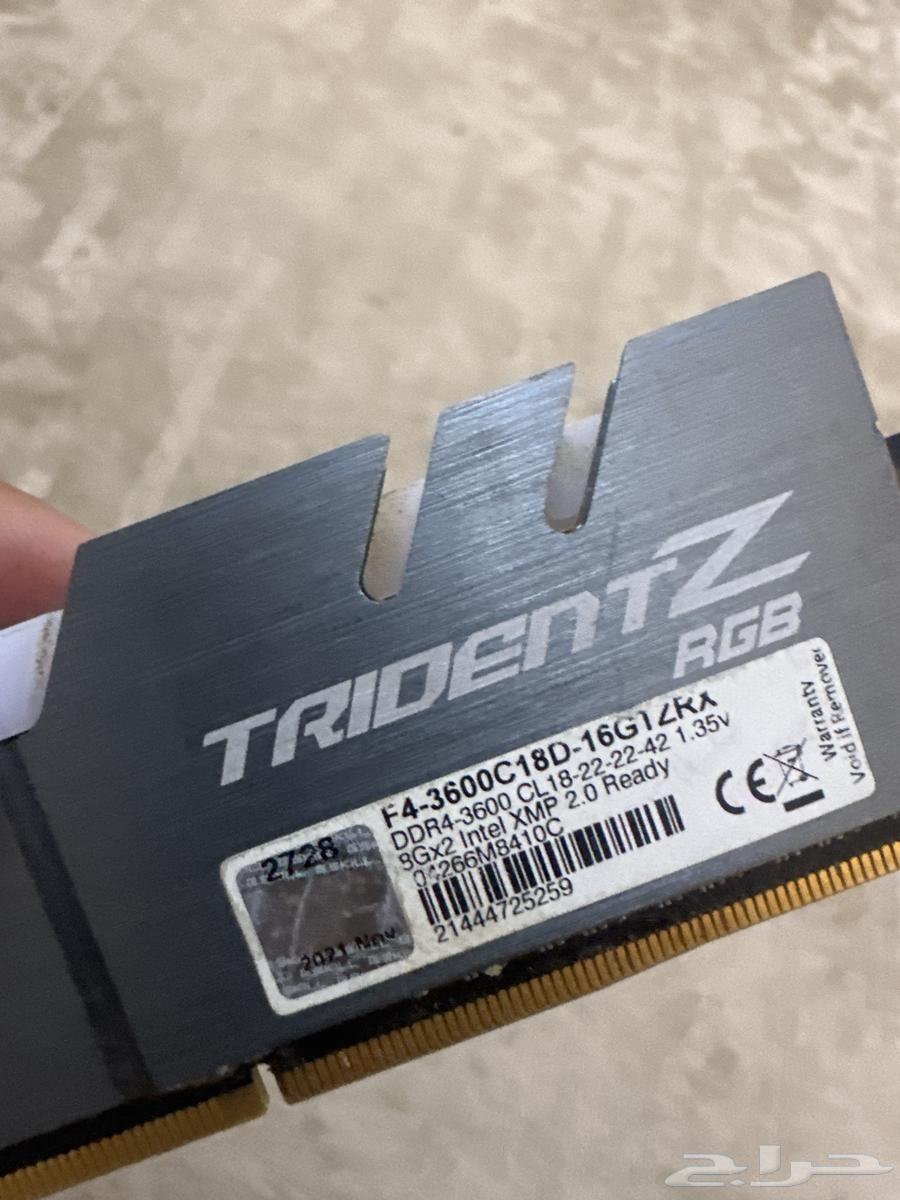 TRIDENTZ
RGB
F4-3600C18D-16GTZRX
DDR4-3600 CL18-22-22-42 1.35v
8Gx2 Intel XMP 2.0 Ready
04266M8410C
21444725259
2728
2021 Nov
CE
Warranty
Void if Remover
حراج